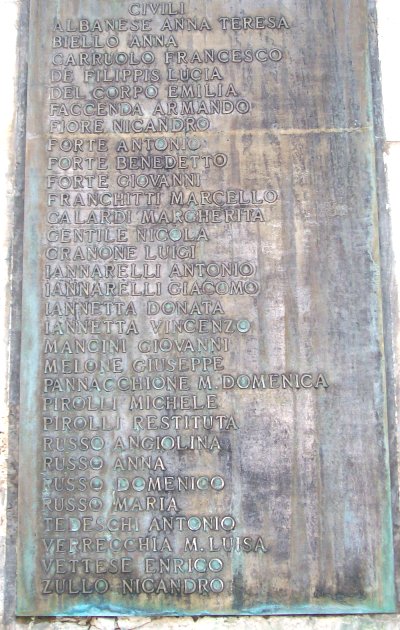 CIVILI
ALBANESE ANNA TERESA
BIELLO ANNA
CARRUOLO FRANCESCO
DE FILIPPIS LUCIA
DEL CORPO EMILIA
FACCENDA ARMANDO
FIORE NICANDRO
FORTE ANTONIO
FORTE BENEDETTO
FORTE GIOVANNI
FRANCHITTI MARCELLO
GALARDI MARGHERITA
GENTILE NICOLA
GRANONE LUIGI
IANNARELLI ANTONIO
IANNARELLI GIACOMO
IANNETTA DONATA
IANNETTA VINCENZO
MANCINI GIOVANNI
MELONE GIUSEPPE
PANNACCHIONE M. DOMENICA
PIROLLI MICHELE
PIROLLI RESTITUTA
RUSSO ANGIOLINA
RUSSO ANNA
RUSSO DOMENICO
RUSSO MARIA
TEDESCHI ANTONIO
VERRECCHIA M. LUISA
VETTESE ENRICO
ZULLO NICANDRO